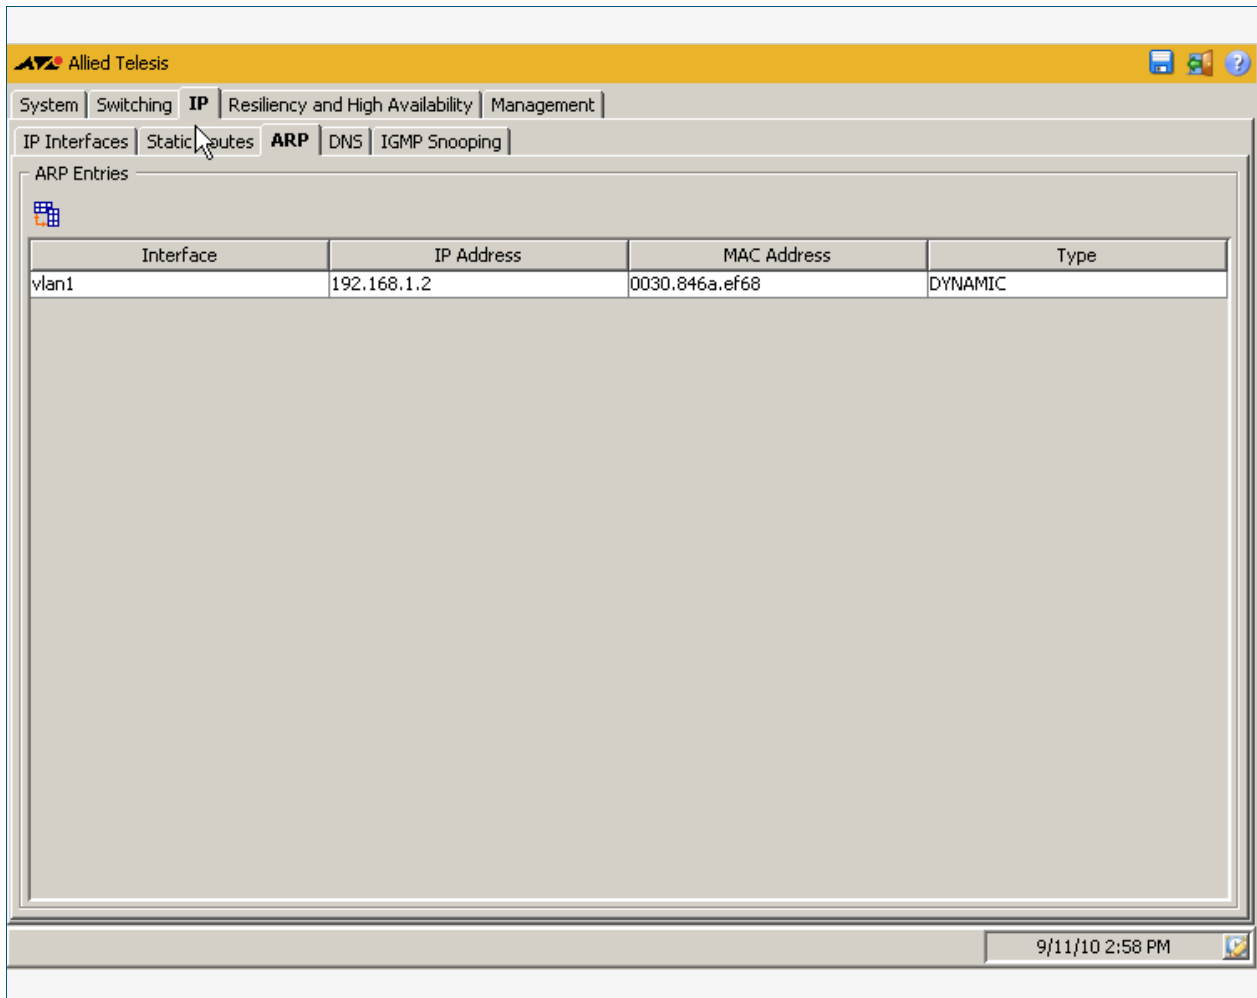 Allied Telesis
System Switching IP Resiliency and High Availability Management
IP Interfaces Static outes ARP DNS IGMP Snooping
ARP Entries
Interface IP Address MAC Address Type
vlan1 192.168.1.2 0030.846a.ef68 DYNAMIC
9/11/10 2:58 PM